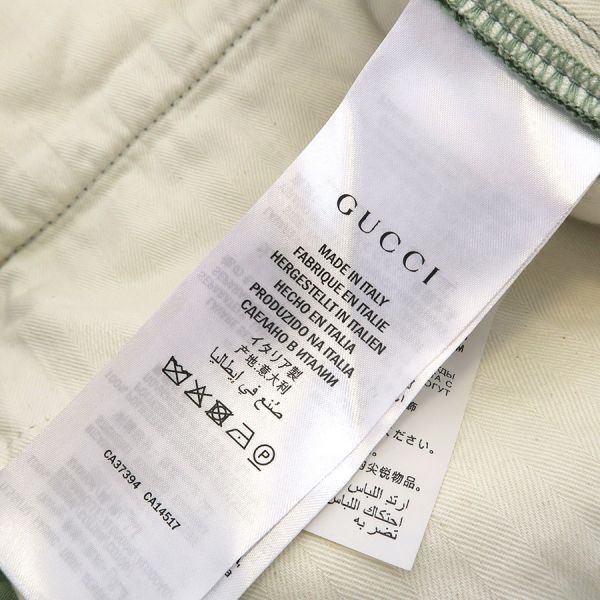 GUCCI
MADE IN ITALY
FABRIQUE EN ITALIE
HERGESTELLT IN ITALIEN
HECHO EN ITALIA
PRODUZIDO NA ITALIA
СДЕЛАНО В ИТАЛИИ
イタリア製
产地:意大利
صنع في إيطاليا
CA37394 CA14517
ください。
尖锐物品。
ارتد اللباس
احتكاك اللباس
تضر به